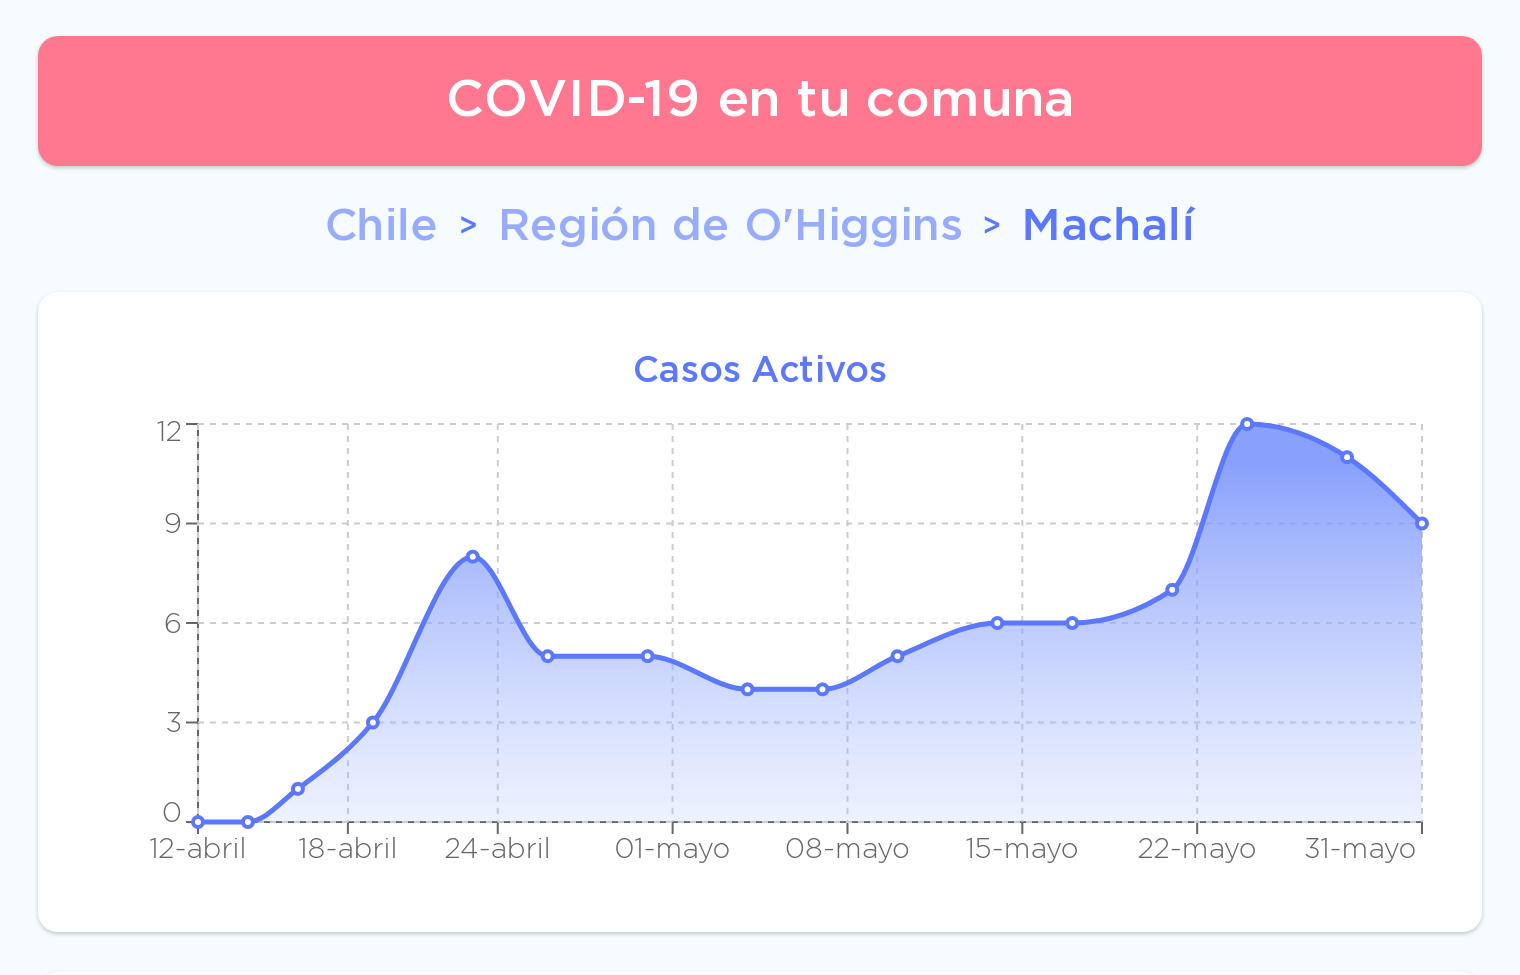 COVID-19 en tu comuna
Chile > Región de O'Higgins > Machalí
Casos Activos
12
9
6
3
0
12-abril 18-abril 24-abril 01-mayo 08-mayo 15-mayo 22-mayo 31-mayo